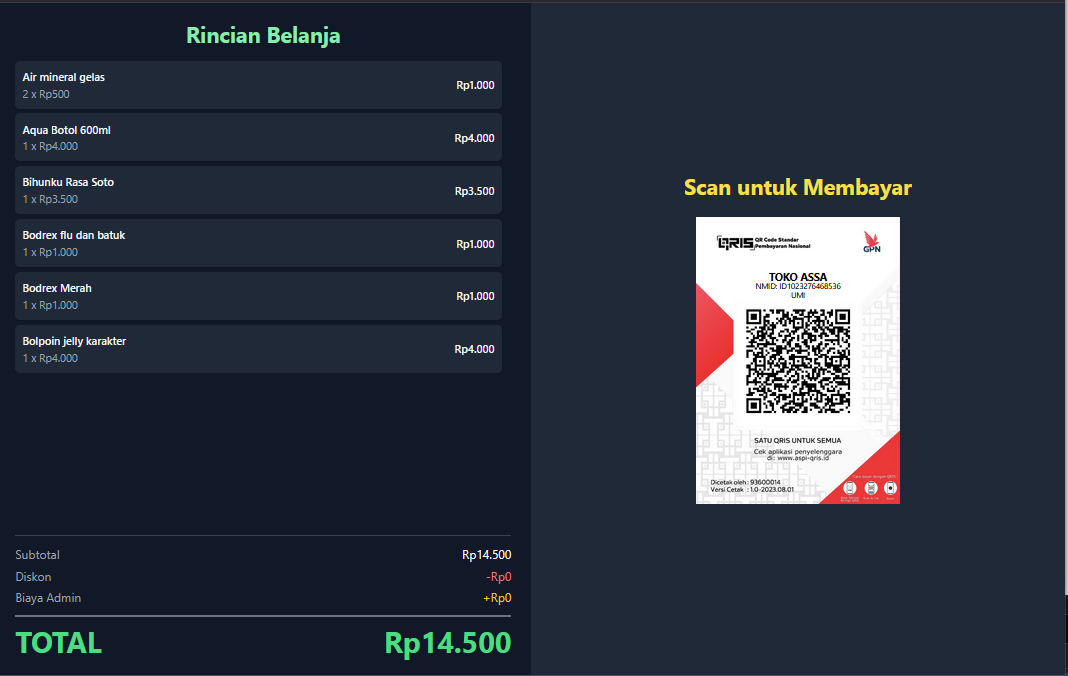 Rincian Belanja
Air mineral gelas
2 x Rp500
Rp1.000
Aqua Botol 600ml
1 x Rp4.000
Rp4.000
Bihunku Rasa Soto
1 x Rp3.500
Rp3.500
Bodrex flu dan batuk
1 x Rp1.000
Rp1.000
Bodrex Merah
1 x Rp1.000
Rp1.000
Bolpoin jelly karakter
1 x Rp4.000
Rp4.000
Subtotal Rp14.500
Diskon -Rp0
Biaya Admin +Rp0
TOTAL Rp14.500
Scan untuk Membayar
QRIS QR Code Standar
Pembayaran Nasional
GPN
TOKO ASSA
NMID: ID1023276468536
UMI
SATU QRIS UNTUK SEMUA
Cek aplikasi penyelenggara
di: www.aspi-qris.id
Dicetak oleh : 93600014
Versi Cetak : 1.0-2023.08.01